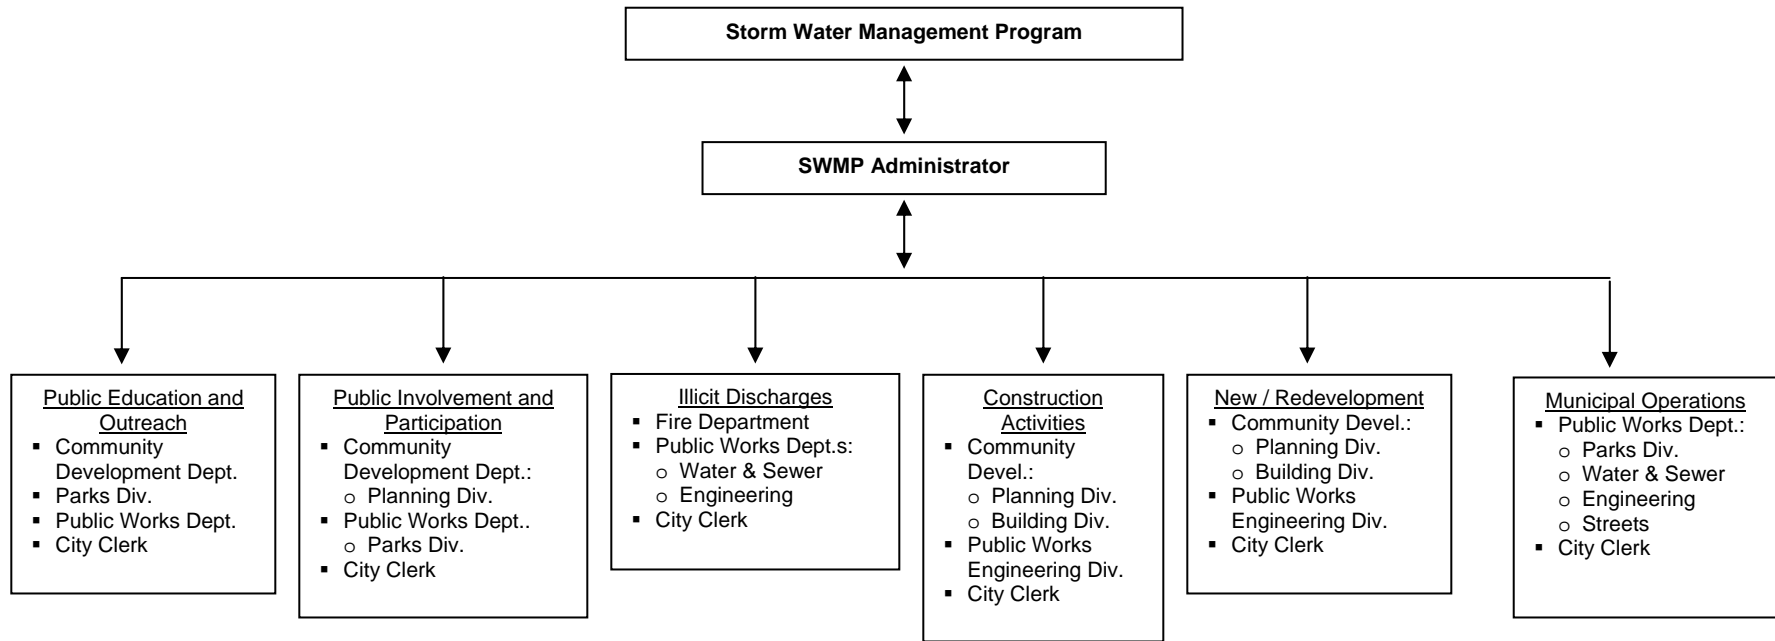 Storm Water Management Program
SWMP Administrator
Public Education and
Outreach
▪ Community
Development Dept.
▪ Parks Div.
▪ Public Works Dept.
▪ City Clerk
Public Involvement and
Participation
▪ Community
Development Dept.:
o Planning Div.
▪ Public Works Dept..
o Parks Div.
▪ City Clerk
Illicit Discharges
▪ Fire Department
▪ Public Works Dept.s:
o Water & Sewer
o Engineering
▪ City Clerk
Construction
Activities
▪ Community
Devel.:
o Planning Div.
o Building Div.
▪ Public Works
Engineering Div.
▪ City Clerk
New / Redevelopment
▪ Community Devel.:
o Planning Div.
o Building Div.
▪ Public Works
Engineering Div.
▪ City Clerk
Municipal Operations
▪ Public Works Dept.:
o Parks Div.
o Water & Sewer
o Engineering
o Streets
▪ City Clerk